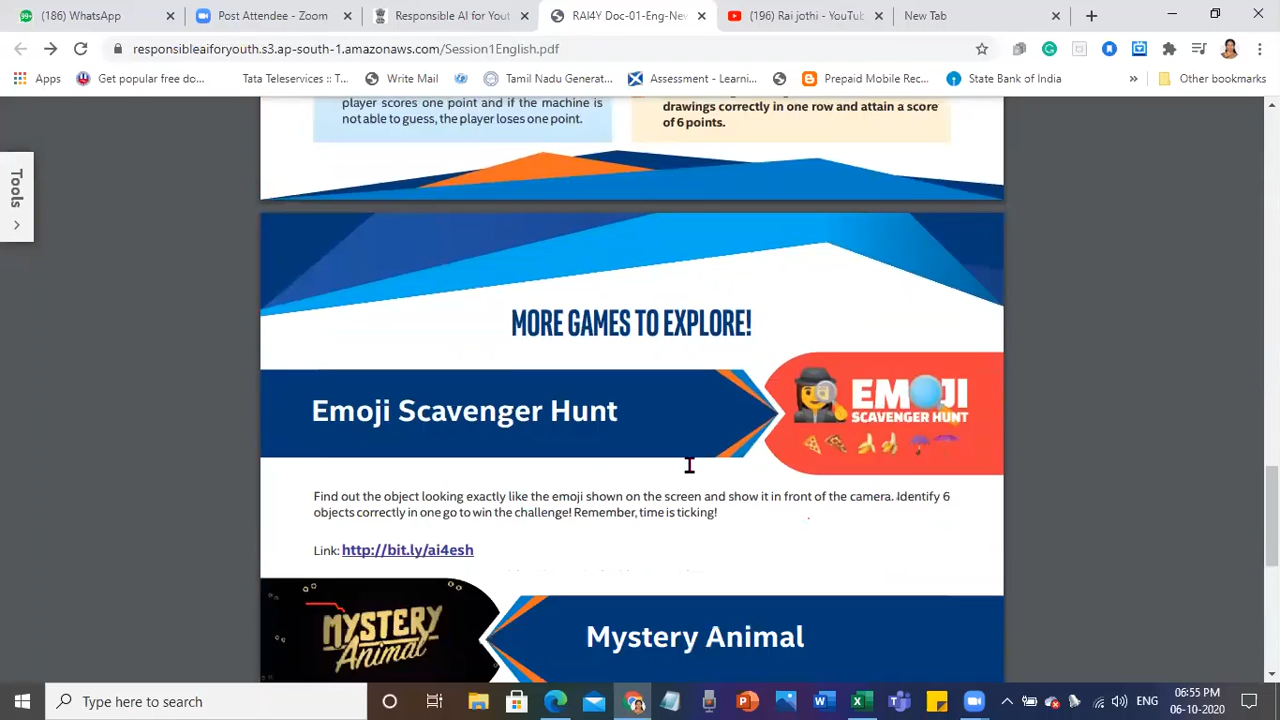 (186) WhatsApp
Post Attendee - Zoom
Responsible AI for Yout
RAI4Y Doc-01-Eng-Nev
(196) Rai jothi - YouTub
New Tab
responsibleaiforyouth.s3.ap-south-1.amazonaws.com/Session1English.pdf
Apps
Get popular free do...
Tata Teleservices :: T...
Write Mail
Tamil Nadu Generat...
Assessment - Learni...
Prepaid Mobile Rec...
State Bank of India
»
Other bookmarks
Tools
player scores one point and if the machine is
not able to guess, the player loses one point.
drawings correctly in one row and attain a score
of 6 points.
MORE GAMES TO EXPLORE!
Emoji Scavenger Hunt
EMOJI
SCAVENGER HUNT
Find out the object looking exactly like the emoji shown on the screen and show it in front of the camera. Identify 6
objects correctly in one go to win the challenge! Remember, time is ticking!
Link: http://bit.ly/ai4esh
MYSTERY
Animal
Mystery Animal
Type here to search
ENG
06:55 PM
06-10-2020